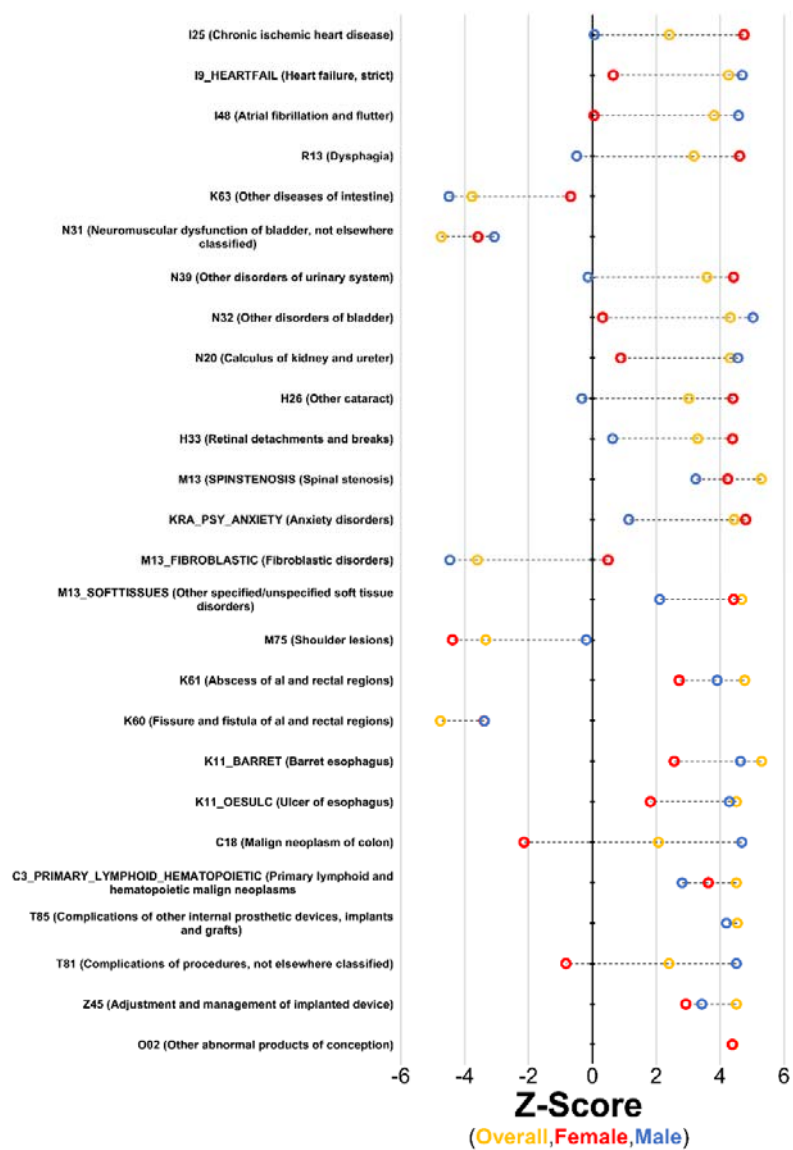 I25 (Chronic ischemic heart disease)
I9_HEARTFAIL (Heart failure, strict)
I48 (Atrial fibrillation and flutter)
R13 (Dysphagia)
K63 (Other diseases of intestine)
N31 (Neuromuscular dysfunction of bladder, not elsewhere
classified)
N39 (Other disorders of urinary system)
N32 (Other disorders of bladder)
N20 (Calculus of kidney and ureter)
H26 (Other cataract)
H33 (Retinal detachments and breaks)
M13 (SPINSTENOSIS (Spinal stenosis)
KRA_PSY_ANXIETY (Anxiety disorders)
M13_FIBROBLASTIC (Fibroblastic disorders)
M13_SOFTTISSUES (Other specified/unspecified soft tissue
disorders)
M75 (Shoulder lesions)
K61 (Abscess of al and rectal regions)
K60 (Fissure and fistula of al and rectal regions)
K11_BARRET (Barret esophagus)
K11_OESULC (Ulcer of esophagus)
C18 (Malign neoplasm of colon)
C3_PRIMARY_LYMPHOID_HEMATOPOIETIC (Primary lymphoid and
hematopoietic malign neoplasms
T85 (Complications of other internal prosthetic devices, implants
and grafts)
T81 (Complications of procedures, not elsewhere classified)
Z45 (Adjustment and management of implanted device)
O02 (Other abnormal products of conception)
-6 -4 -2 0 2 4 6
Z-Score
(Overall,Female,Male)